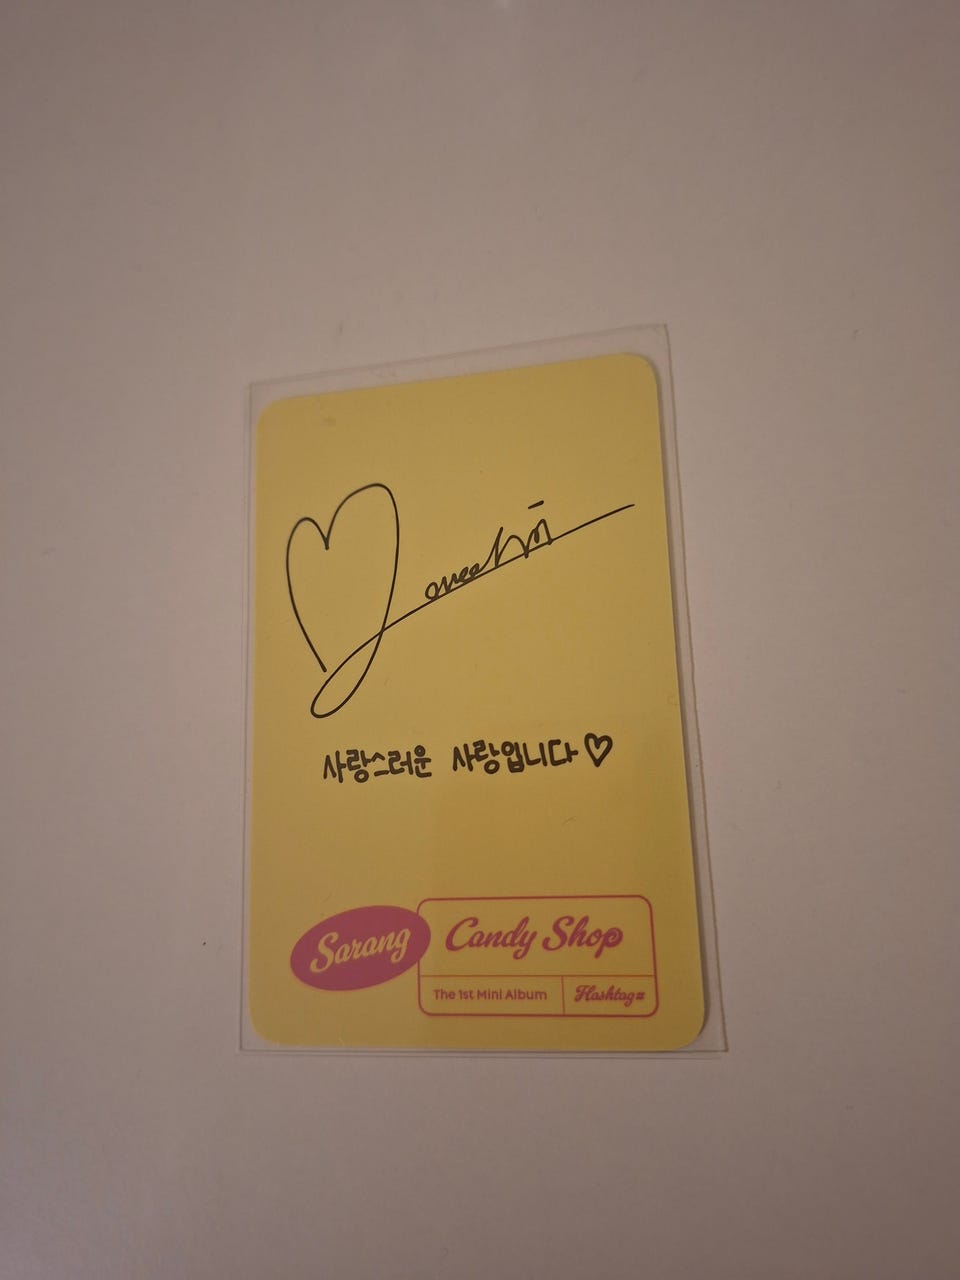 사랑스러운 사랑입니다♡
Sarang
Candy Shop
The 1st Mini Album
Hashtag#